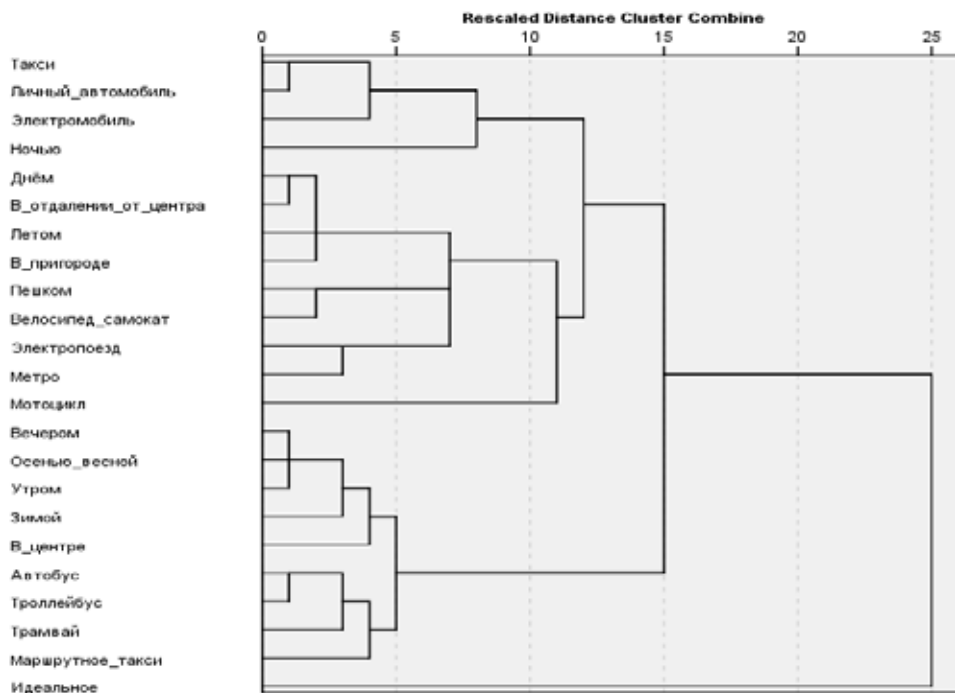 Rescaled Distance Cluster Combine
0 5 10 15 20 25
Такси
Личный_автомобиль
Электромобиль
Ночью
Днём
В_отдалении_от_центра
Летом
В_пригороде
Пешком
Велосипед_самокат
Электропоезд
Метро
Мотоцикл
Вечером
Осенью_весной
Утром
Зимой
В_центре
Автобус
Троллейбус
Трамвай
Маршрутное_такси
Идеальное